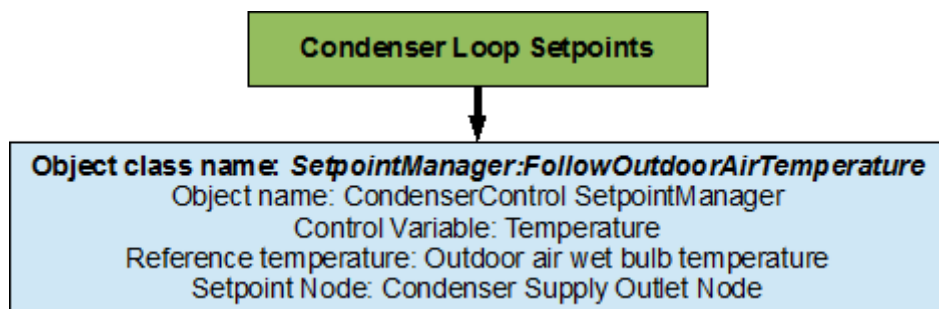 Condenser Loop Setpoints
Object class name: SetpointManager:FollowOutdoorAirTemperature
Object name: CondenserControl SetpointManager
Control Variable: Temperature
Reference temperature: Outdoor air wet bulb temperature
Setpoint Node: Condenser Supply Outlet Node